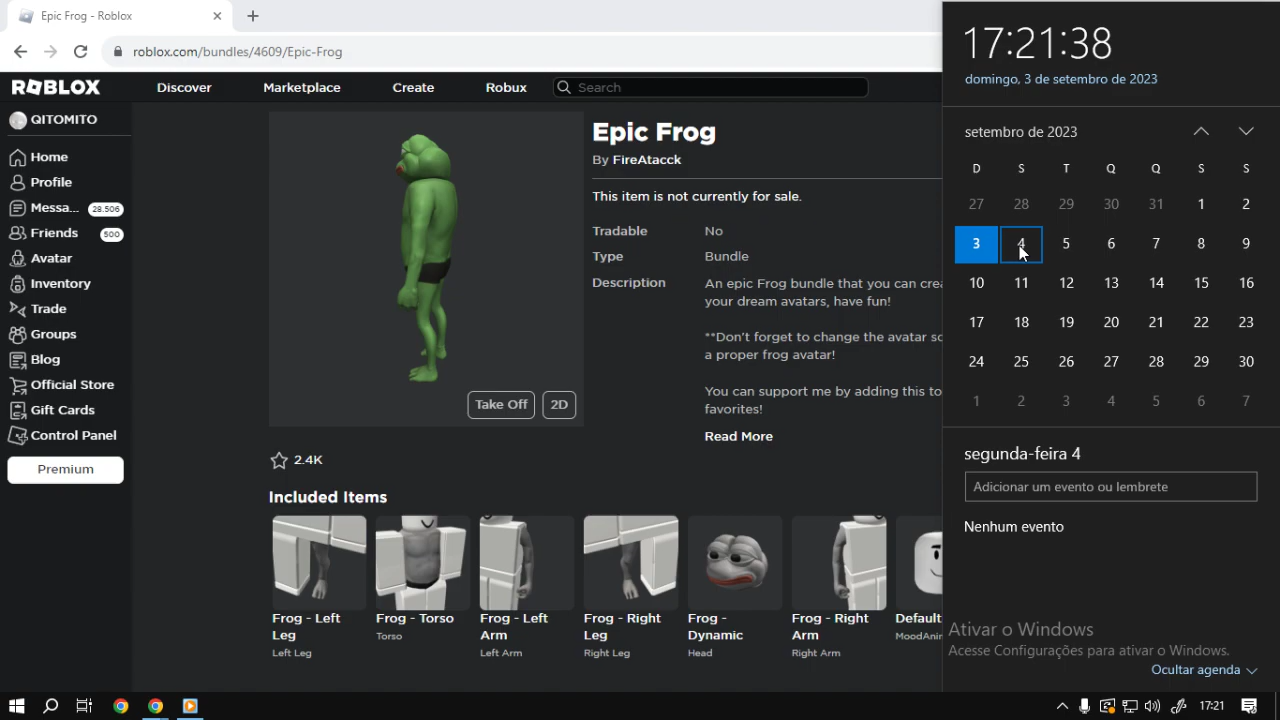 Epic Frog - Roblox
roblox.com/bundles/4609/Epic-Frog
ROBLOX
Discover
Marketplace
Create
Robux
Search
QITOMITO
Home
Profile
Messa... 28.506
Friends 500
Avatar
Inventory
Trade
Groups
Blog
Official Store
Gift Cards
Control Panel
Premium
Take Off
2D
2.4K
Epic Frog
By FireAtacck
This item is not currently for sale.
Tradable No
Type Bundle
Description An epic Frog bundle that you can
your dream avatars, have fun!
**Don't forget to change the avatar
a proper frog avatar!
You can support me by adding this to
favorites!
Read More
Included Items
Frog - Left
Leg
Left Leg
Frog - Torso
Torso
Frog - Left
Arm
Left Arm
Frog - Right
Leg
Right Leg
Frog -
Dynamic
Head
Frog - Right
Arm
Right Arm
Default
MoodAni
17:21:38
domingo, 3 de setembro de 2023
setembro de 2023
D S T Q Q S S
27 28 29 30 31 1 2
3 4 5 6 7 8 9
10 11 12 13 14 15 16
17 18 19 20 21 22 23
24 25 26 27 28 29 30
1 2 3 4 5 6 7
segunda-feira 4
Adicionar um evento ou lembrete
Nenhum evento
Ativar o Windows
Acesse Configurações para ativar o Windows.
Ocultar agenda
17:21